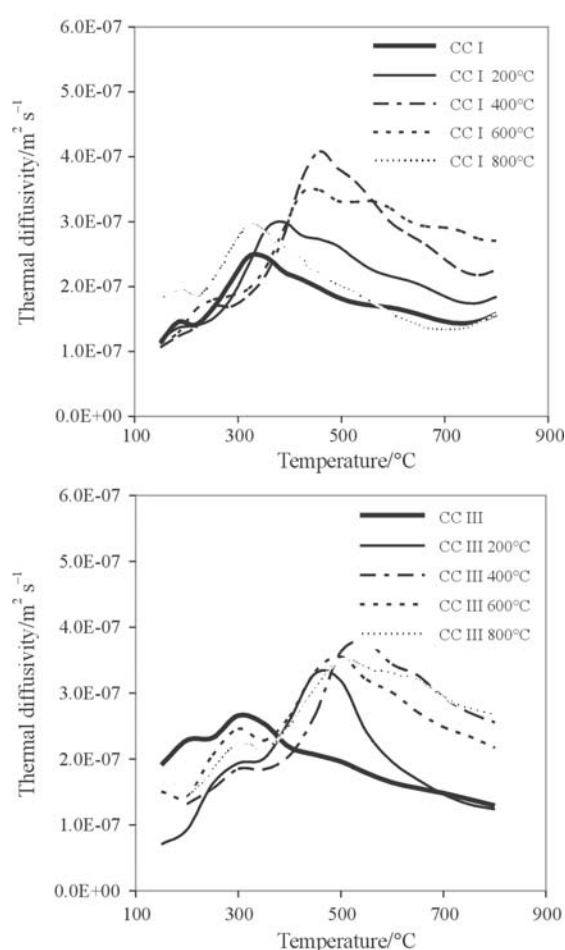 6.0E-07
5.0E-07
4.0E-07
3.0E-07
2.0E-07
1.0E-07
0.0E+00
Thermal diffusivity/m² s⁻¹
CC I
CC I 200°C
CC I 400°C
CC I 600°C
CC I 800°C
100 300 500 700 900
Temperature/°C
6.0E-07
5.0E-07
4.0E-07
3.0E-07
2.0E-07
1.0E-07
0.0E+00
Thermal diffusivity/m² s⁻¹
CC III
CC III 200°C
CC III 400°C
CC III 600°C
CC III 800°C
100 300 500 700 900
Temperature/°C